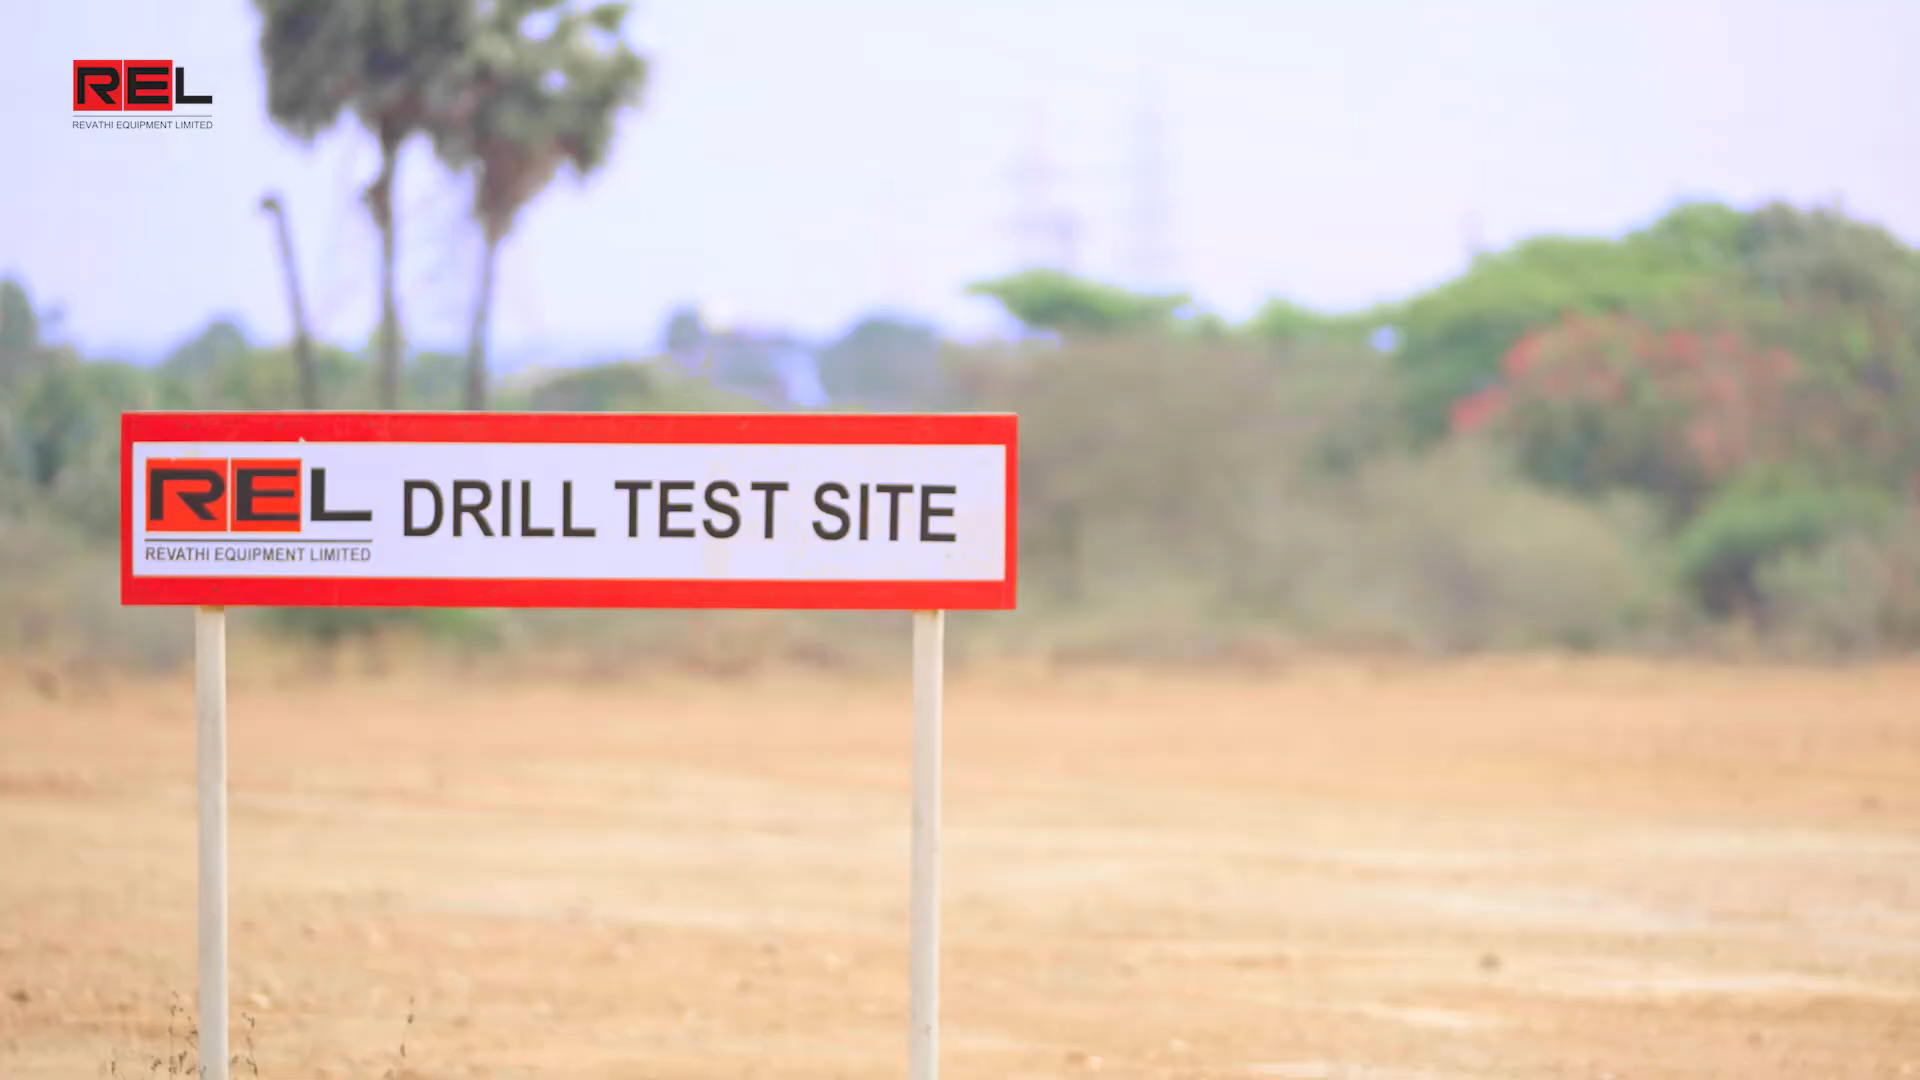 REL
REVATHI EQUIPMENT LIMITED
REL DRILL TEST SITE
REVATHI EQUIPMENT LIMITED